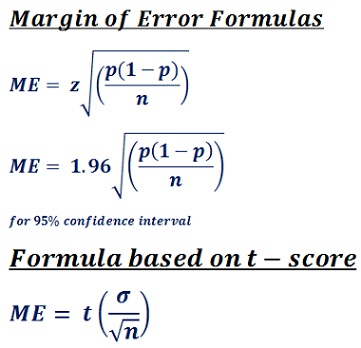 Margin of Error Formulas
ME = z√((p(1 − p))/n)
ME = 1.96√((p(1 − p))/n)
for 95% confidence interval
Formula based on t − score
ME = t(σ/√n)